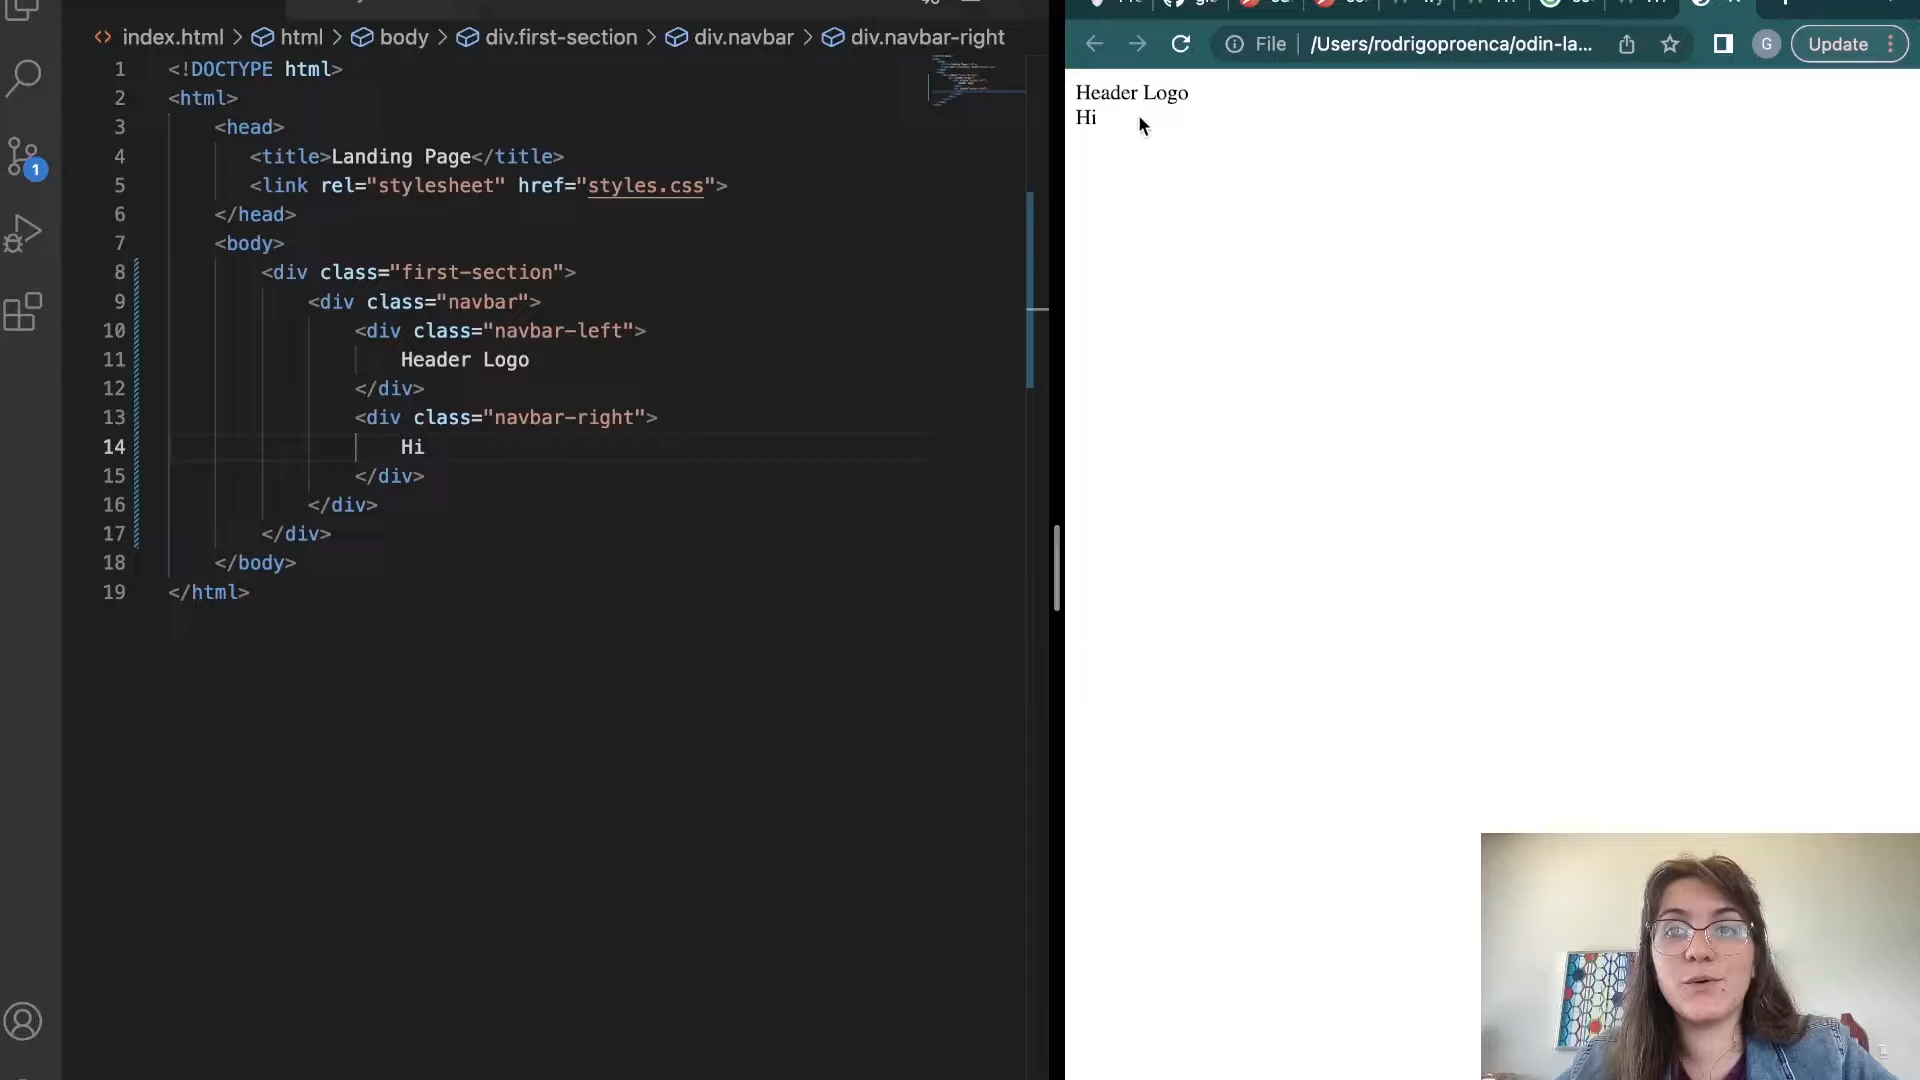 index.html > html > body > div.first-section > div.navbar > div.navbar-right
1 <!DOCTYPE html>
2 <html>
3 <head>
4 <title>Landing Page</title>
5 <link rel="stylesheet" href="styles.css">
6 </head>
7 <body>
8 <div class="first-section">
9 <div class="navbar">
10 <div class="navbar-left">
11 Header Logo
12 </div>
13 <div class="navbar-right">
14 Hi
15 </div>
16 </div>
17 </div>
18 </body>
19 </html>
1
File /Users/rodrigoproenca/odin-la... G Update
Header Logo
Hi